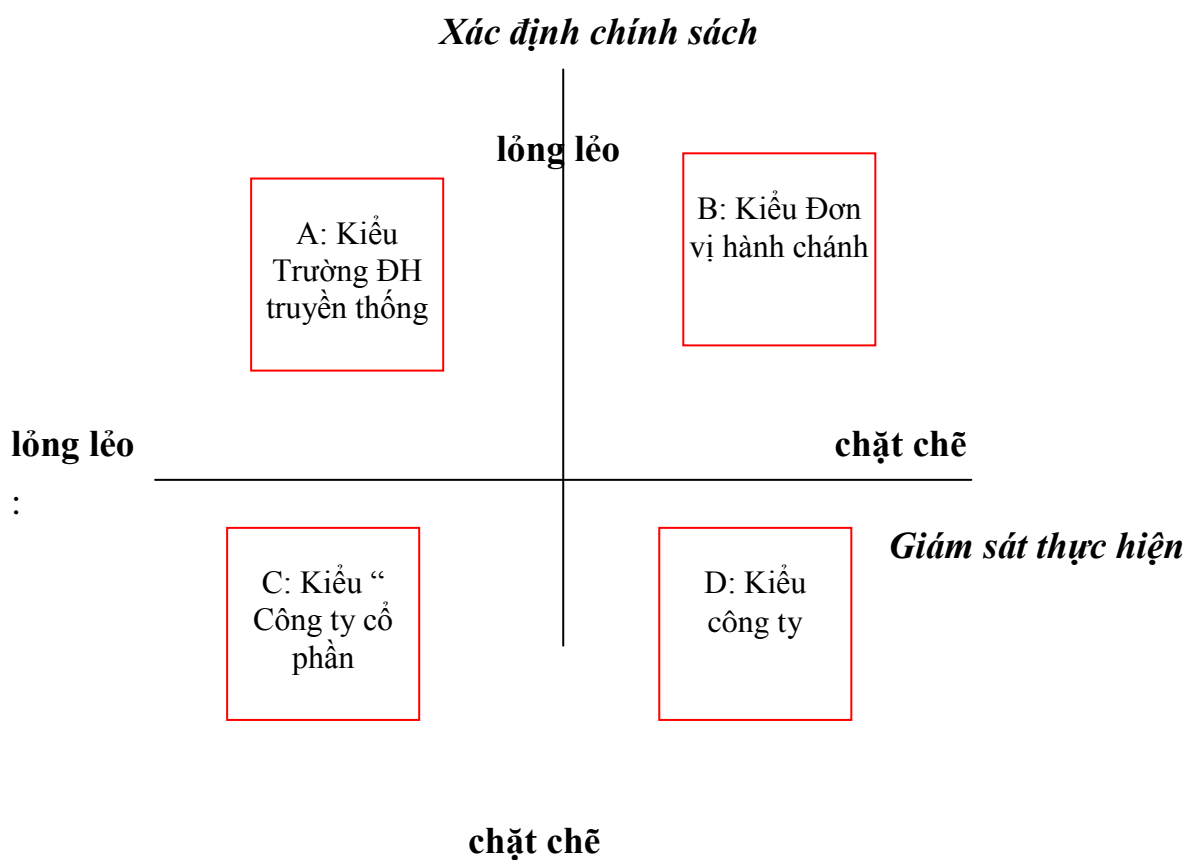 Xác định chính sách
lỏng lẻo
A: Kiểu
Trường ĐH
truyền thống
B: Kiểu Đơn
vị hành chánh
lỏng lẻo
chặt chẽ
:
Giám sát thực hiện
C: Kiểu “
Công ty cổ
phần
D: Kiểu
công ty
chặt chẽ